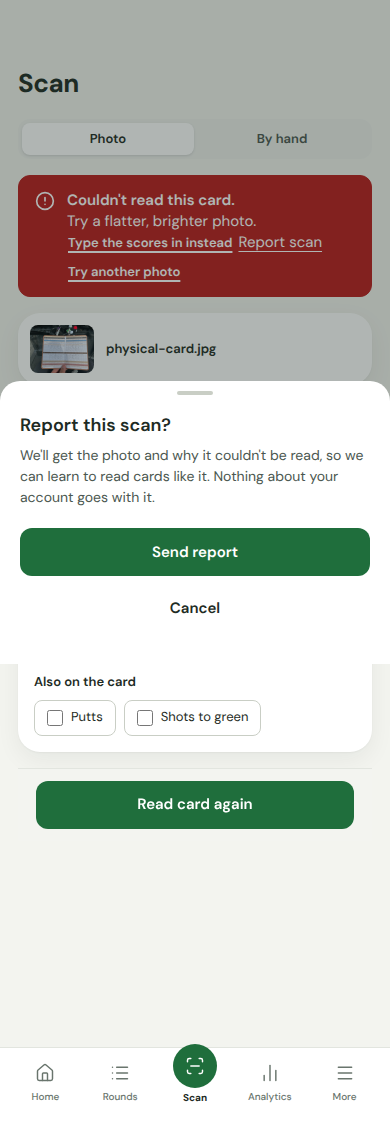 Scan
Photo
By hand
Couldn't read this card.
Try a flatter, brighter photo.
Type the scores in instead Report scan
Try another photo
physical-card.jpg
Report this scan?
We'll get the photo and why it couldn't be read, so we
can learn to read cards like it. Nothing about your
account goes with it.
Send report
Cancel
Also on the card
Putts
Shots to green
Read card again
Home
Rounds
Scan
Analytics
More